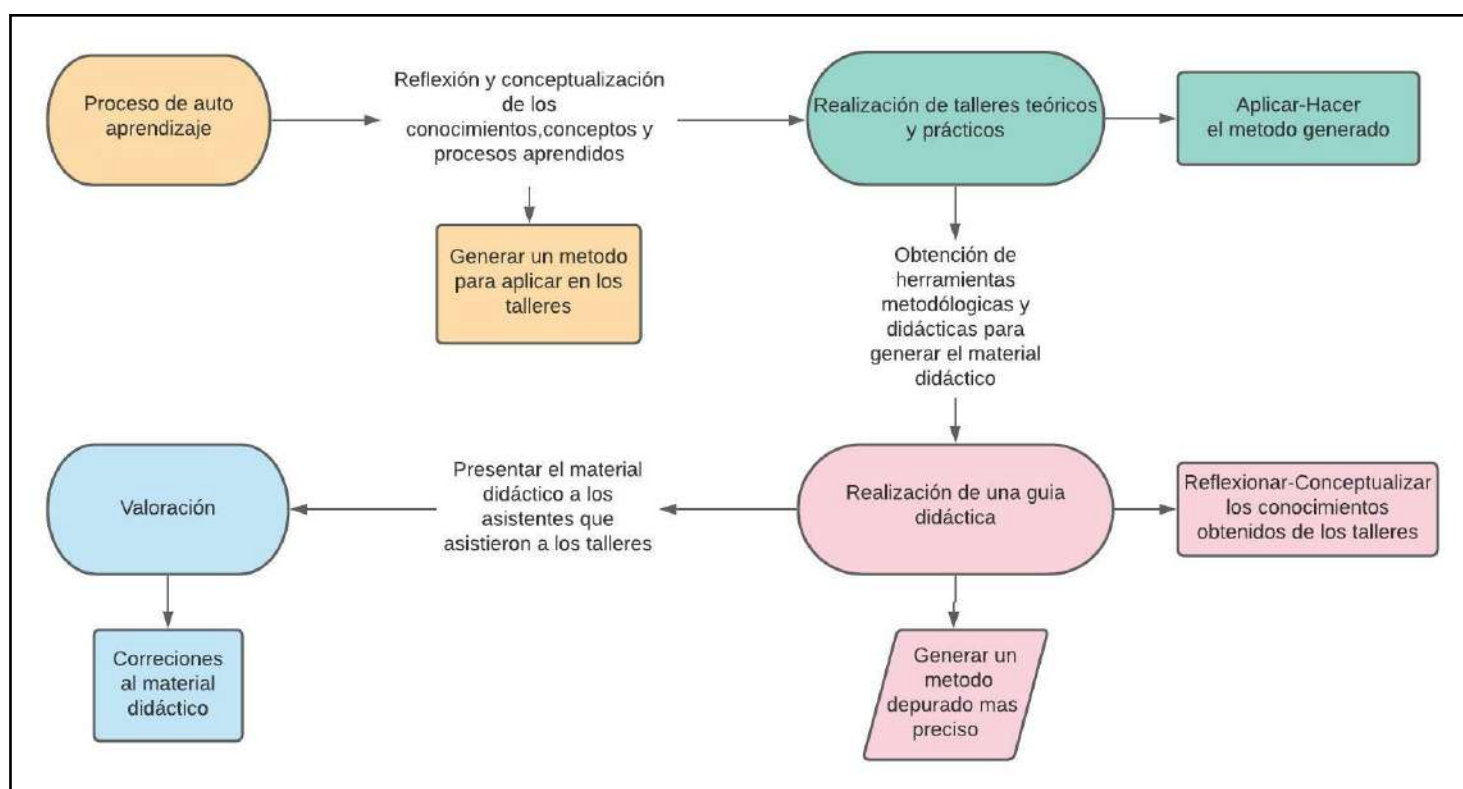 Proceso de auto
aprendizaje
Reflexión y conceptualización
de los
conocimientos,conceptos y
procesos aprendidos
Realización de talleres teóricos
y prácticos
Aplicar-Hacer
el metodo generado
Generar un metodo
para aplicar en los
talleres
Obtención de
herramientas
metodólogicas y
didácticas para
generar el material
didáctico
Valoración
Presentar el material
didáctico a los
asistentes que
asistieron a los talleres
Realización de una guia
didáctica
Reflexionar-Conceptualizar
los conocimientos
obtenidos de los talleres
Correciones
al material
didáctico
Generar un
metodo
depurado mas
preciso